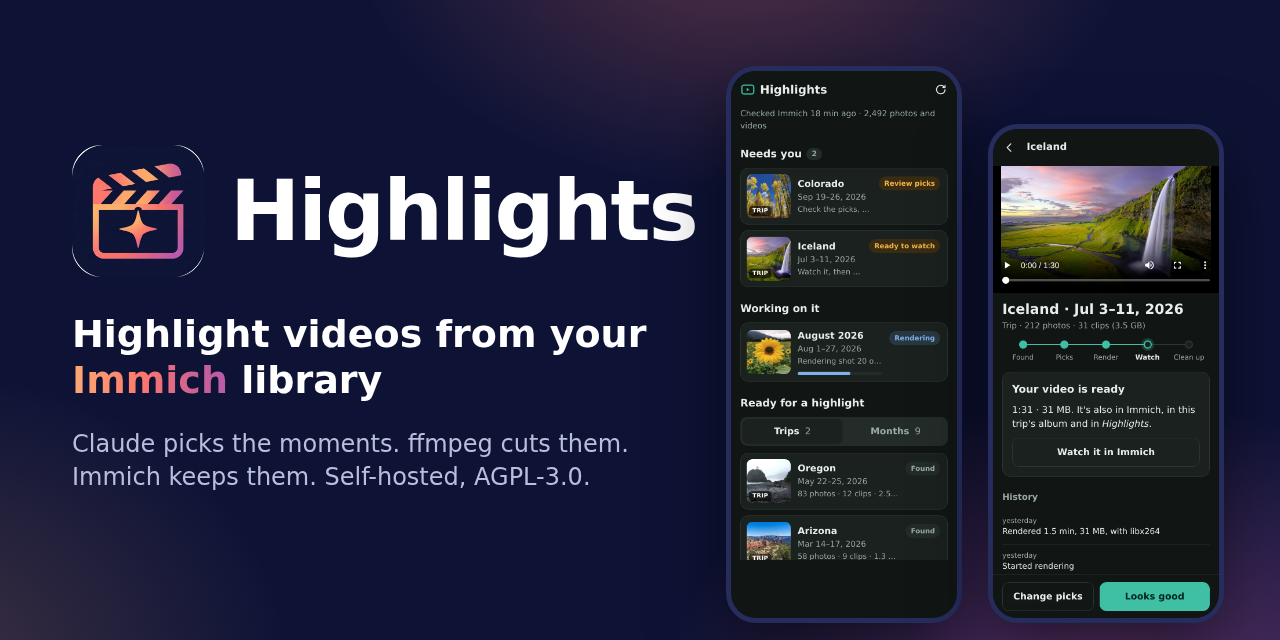 Highlights
Highlight videos from your
Immich library
Claude picks the moments. ffmpeg cuts them.
Immich keeps them. Self-hosted, AGPL-3.0.
Highlights
Checked Immich 18 min ago · 2,492 photos and
videos
Needs you 2
Colorado
Review picks
Sep 19–26, 2026
Check the picks, ...
TRIP
Iceland
Ready to watch
Jul 3–11, 2026
Watch it, then ...
TRIP
Working on it
August 2026
Rendering
Aug 1–27, 2026
Rendering shot 20 o...
Ready for a highlight
Trips 2
Months 9
Oregon
Found
May 22–25, 2026
83 photos · 12 clips · 2.5...
TRIP
Arizona
Found
Mar 14–17, 2026
58 photos · 9 clips · 1.3 ...
TRIP
Iceland
0:00 / 1:30
Iceland · Jul 3–11, 2026
Trip · 212 photos · 31 clips (3.5 GB)
Found Picks Render Watch Clean up
Your video is ready
1:31 · 31 MB. It's also in Immich, in this
trip's album and in Highlights.
Watch it in Immich
History
yesterday
Rendered 1.5 min, 31 MB, with libx264
yesterday
Started rendering
Change picks
Looks good